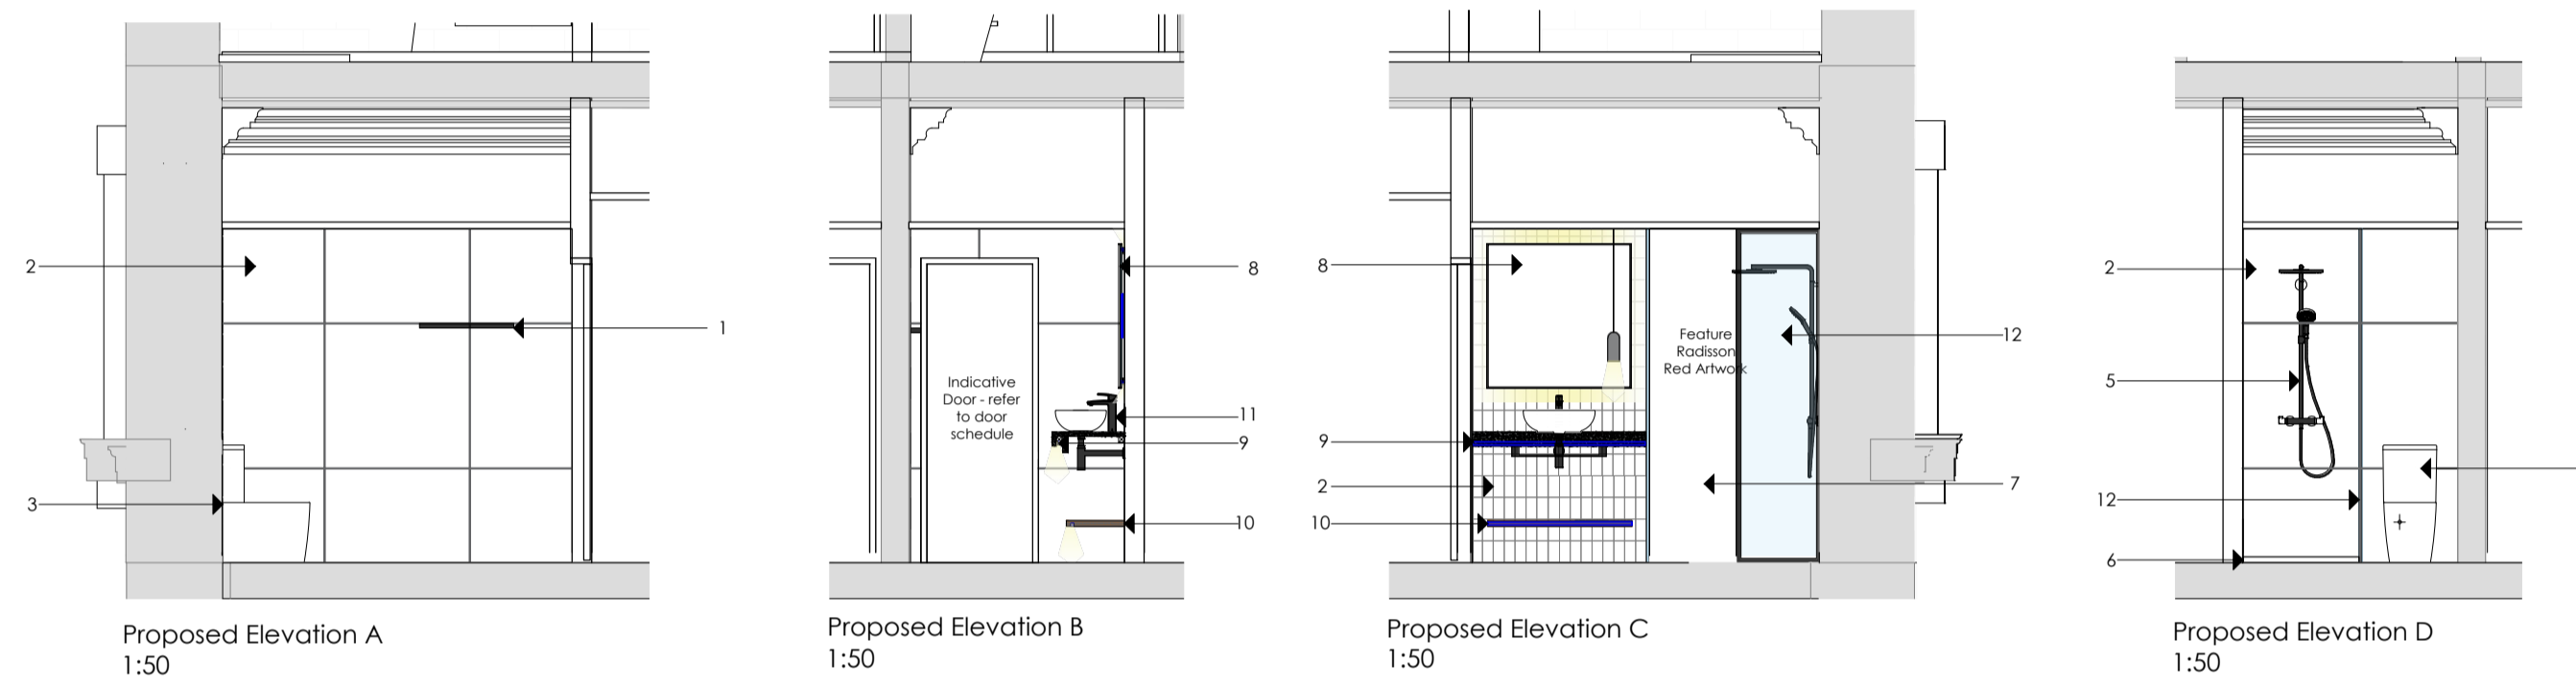 2
1
3
Proposed Elevation A
1:50
Indicative
Door - refer
to door
schedule
8
11
9
10
Proposed Elevation B
1:50
8
9
2
10
Feature
Radisson
Red Artwork
12
7
Proposed Elevation C
1:50
2
5
12
6
Proposed Elevation D
1:50